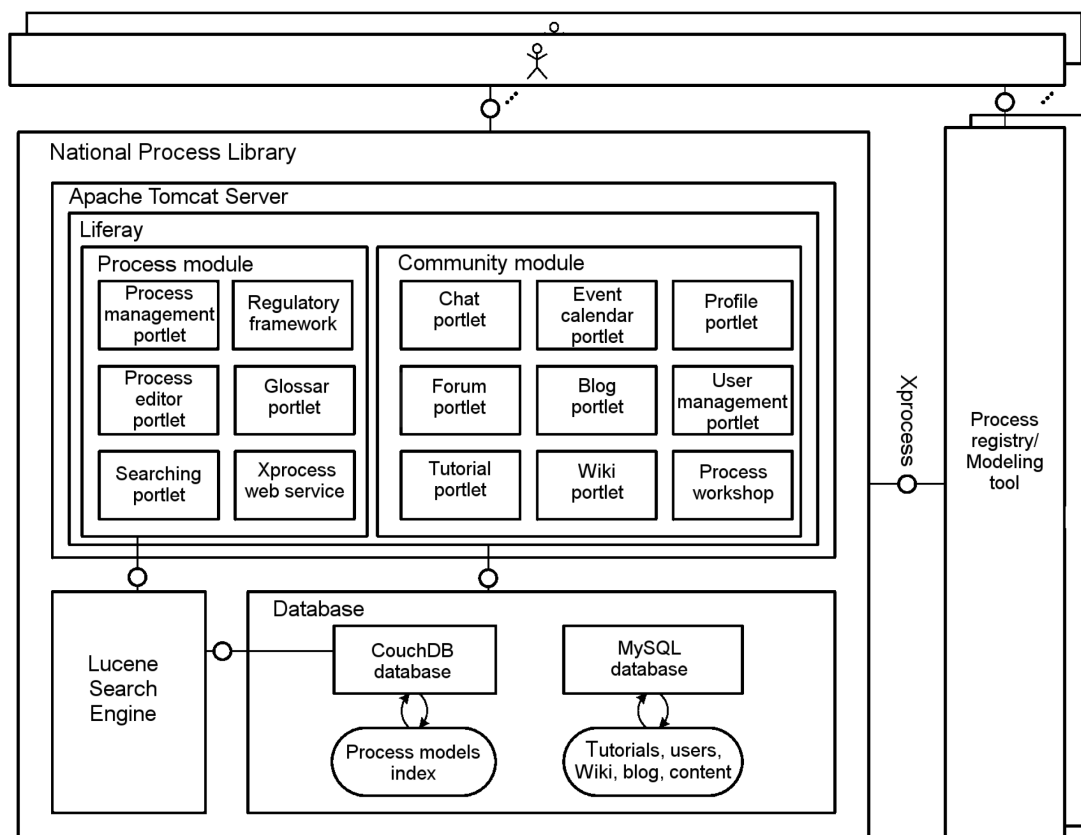 National Process Library
Apache Tomcat Server
Liferay
Process module
Process
management
portlet
Regulatory
framework
Process
editor
portlet
Glossar
portlet
Searching
portlet
Xprocess
web service
Community module
Chat
portlet
Event
calendar
portlet
Profile
portlet
Forum
portlet
Blog
portlet
User
management
portlet
Tutorial
portlet
Wiki
portlet
Process
workshop
Xprocess
Process
registry/
Modeling
tool
Lucene
Search
Engine
Database
CouchDB
database
MySQL
database
Process models
index
Tutorials, users,
Wiki, blog, content